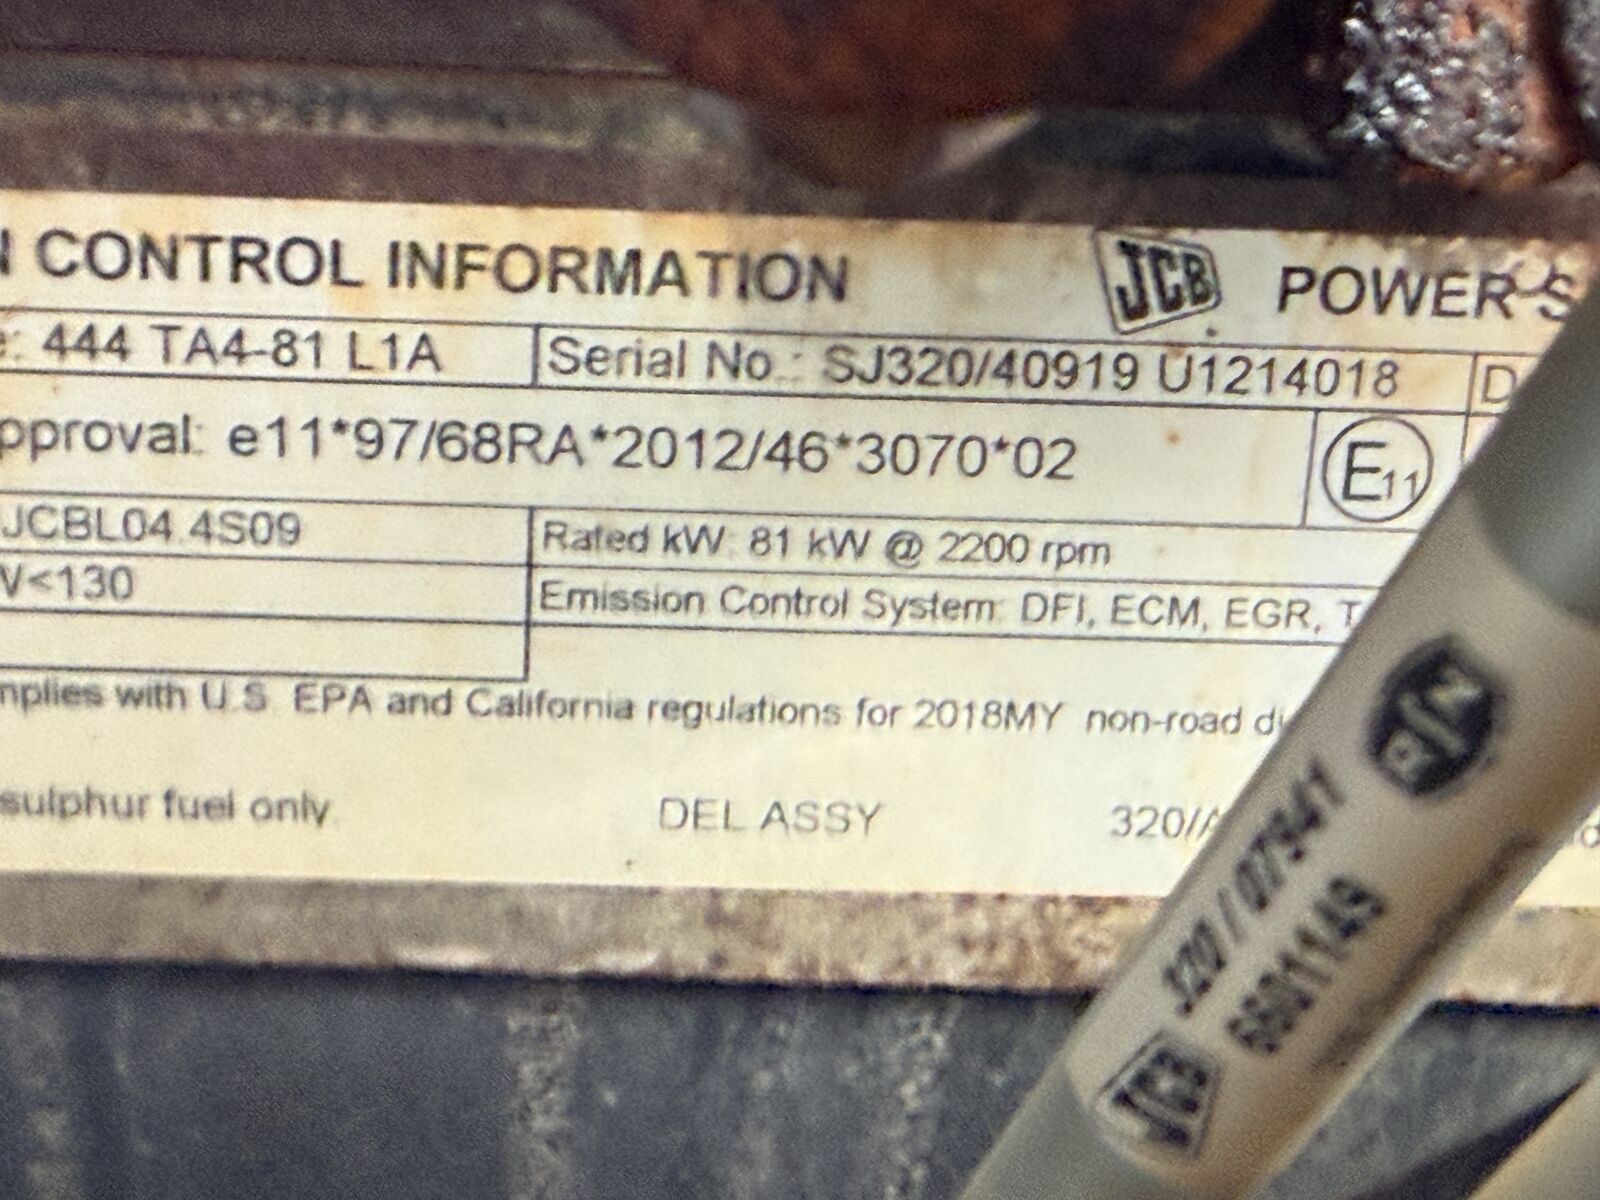 N CONTROL INFORMATION JCB POWER S
e: 444 TA4-81 L1A Serial No.: SJ320/40919 U1214018 D
pproval: e11*97/68RA*2012/46*3070*02 E11
JCBL04.4S09 Rated kW: 81 kW @ 2200 rpm
V<130 Emission Control System: DFI, ECM, EGR, T
mplies with U.S. EPA and California regulations for 2018MY non-road di
sulphur fuel only. DEL ASSY 320/A
320/07941
JCB